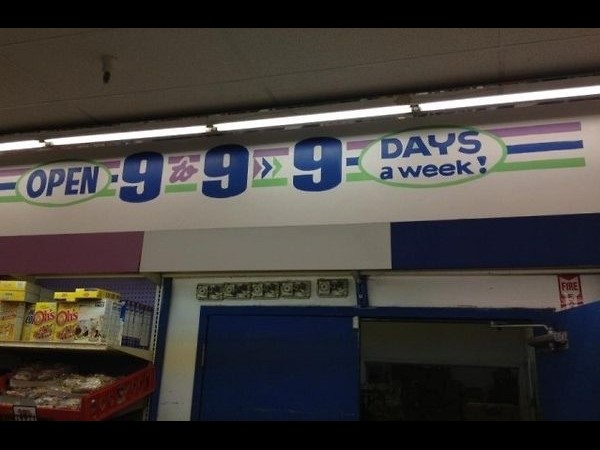 OPEN 9 to 9 » 9 DAYS
a week!
FIRE
Oh's Oh's